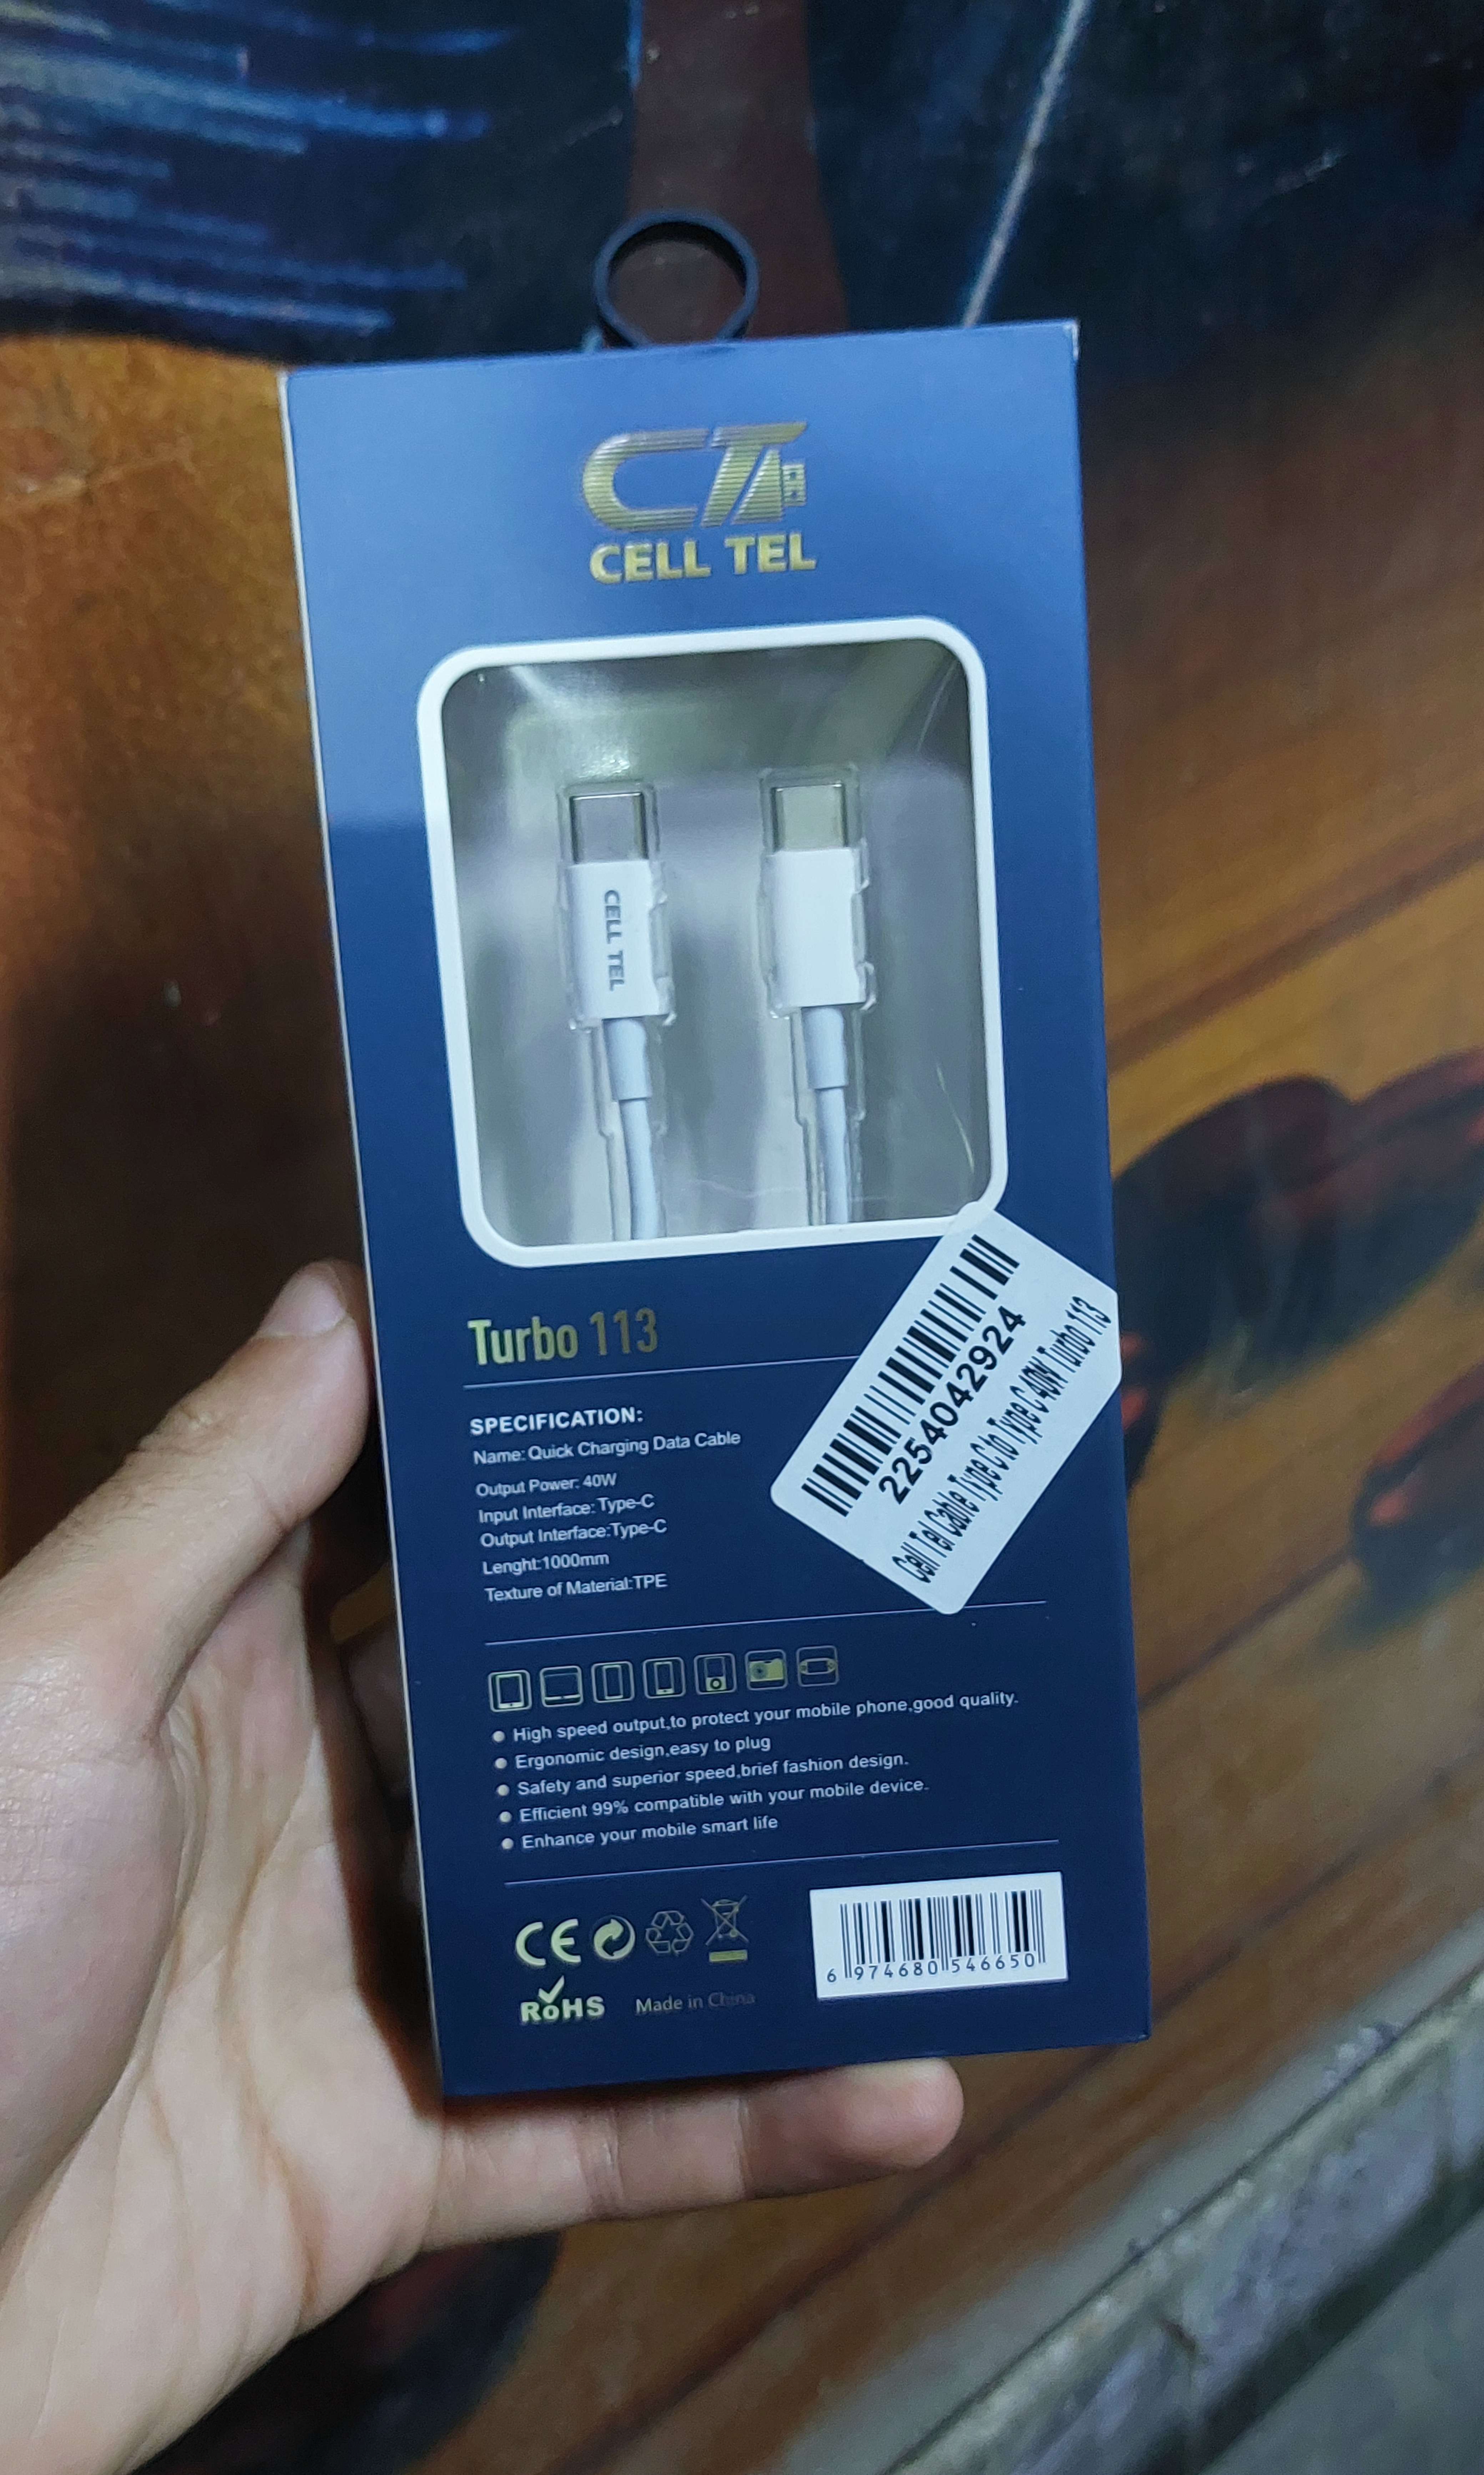 CT
CELL TEL
CELL TEL
Turbo 113
22540042924
Cell Tel Cable Type C to Type C 40W Turbo 113
SPECIFICATION:
Name: Quick Charging Data Cable
Output Power: 40W
Input Interface: Type-C
Output Interface:Type-C
Lenght:1000mm
Texture of Material:TPE
High speed output,to protect your mobile phone,good quality.
Ergonomic design,easy to plug
Safety and superior speed,brief fashion design.
Efficient 99% compatible with your mobile device.
Enhance your mobile smart life
CE
RoHS
Made in China
6 974680 546650